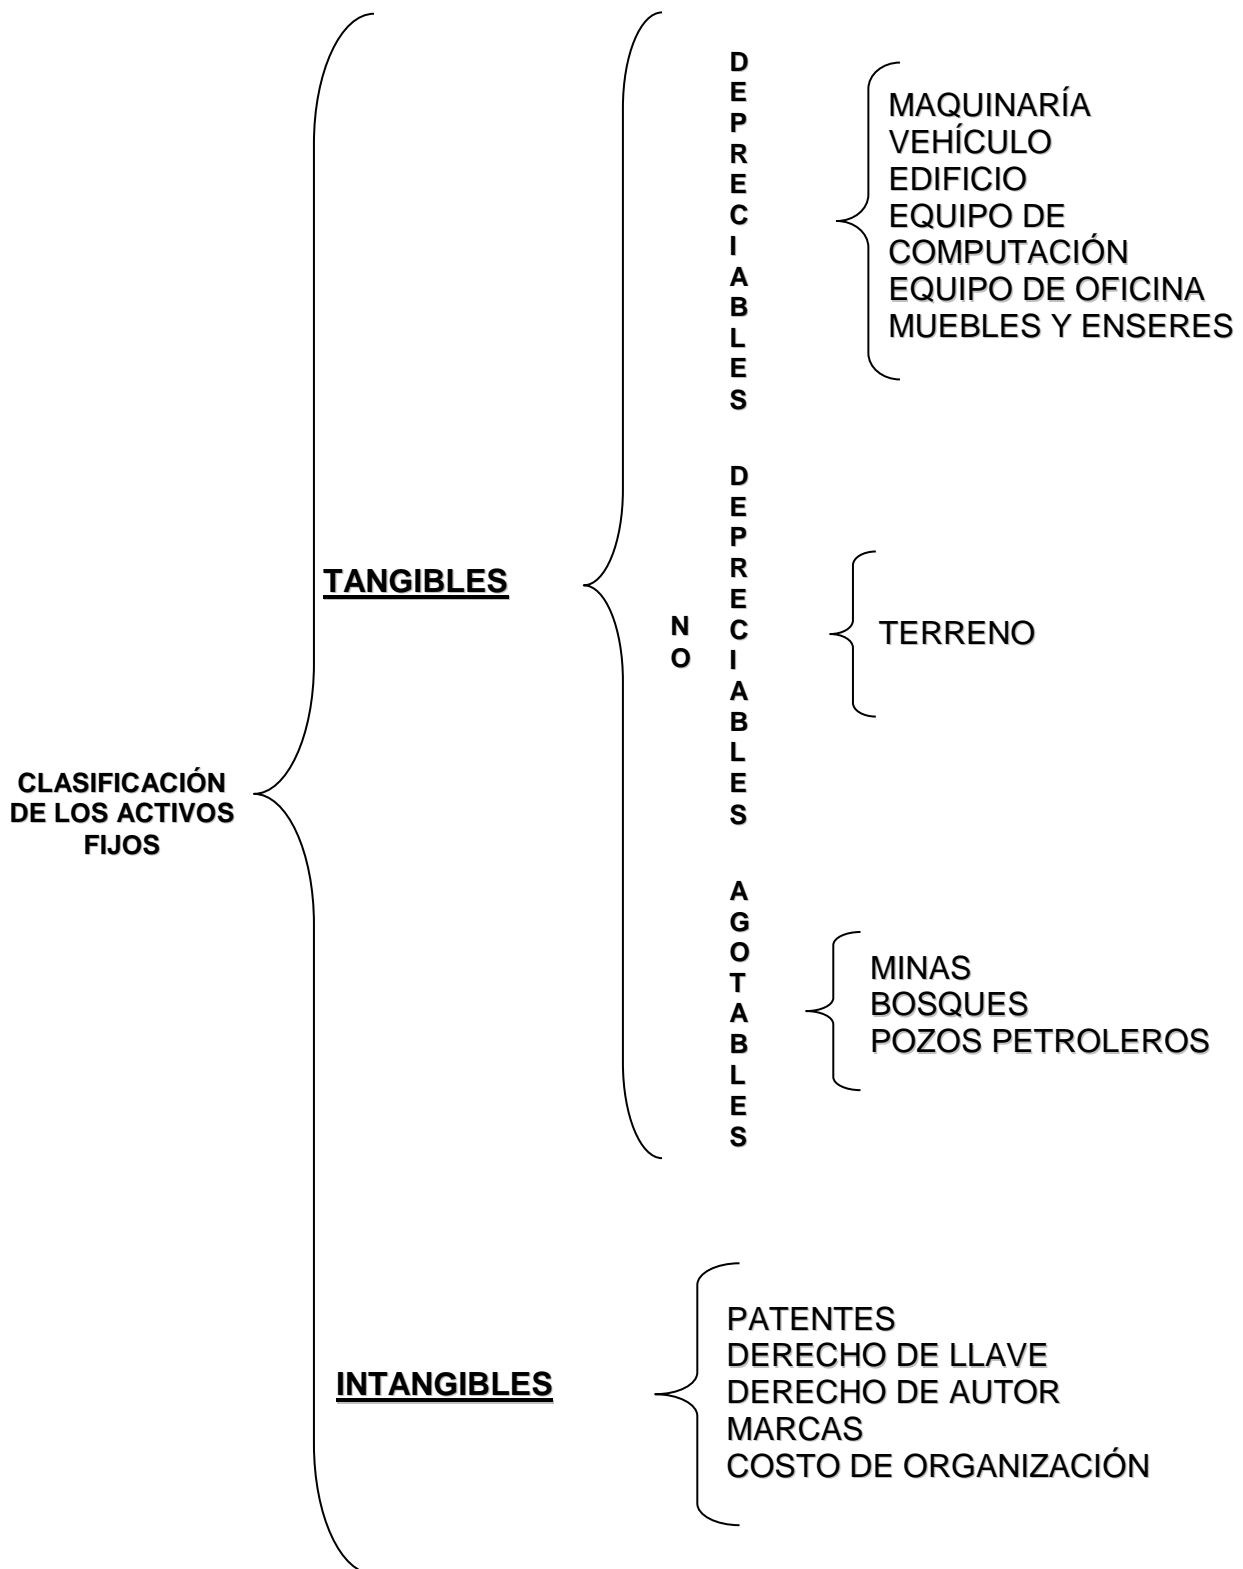 CLASIFICACIÓN
DE LOS ACTIVOS
FIJOS
TANGIBLES
DEPRECIABLES
MAQUINARÍA
VEHÍCULO
EDIFICIO
EQUIPO DE
COMPUTACIÓN
EQUIPO DE OFICINA
MUEBLES Y ENSERES
NO
DEPRECIABLES
TERRENO
AGOTABLES
MINAS
BOSQUES
POZOS PETROLEROS
INTANGIBLES
PATENTES
DERECHO DE LLAVE
DERECHO DE AUTOR
MARCAS
COSTO DE ORGANIZACIÓN